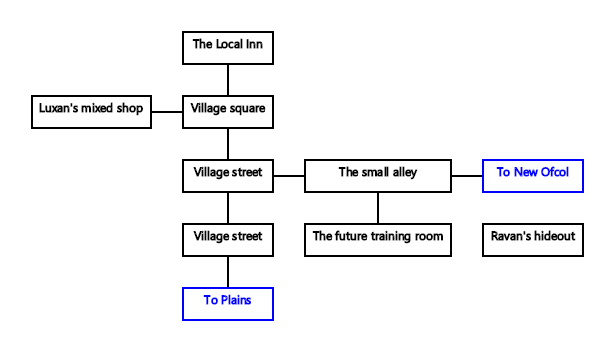 The Local Inn
Luxan's mixed shop
Village square
Village street
The small alley
To New Ofcol
Village street
The future training room
Ravan's hideout
To Plains